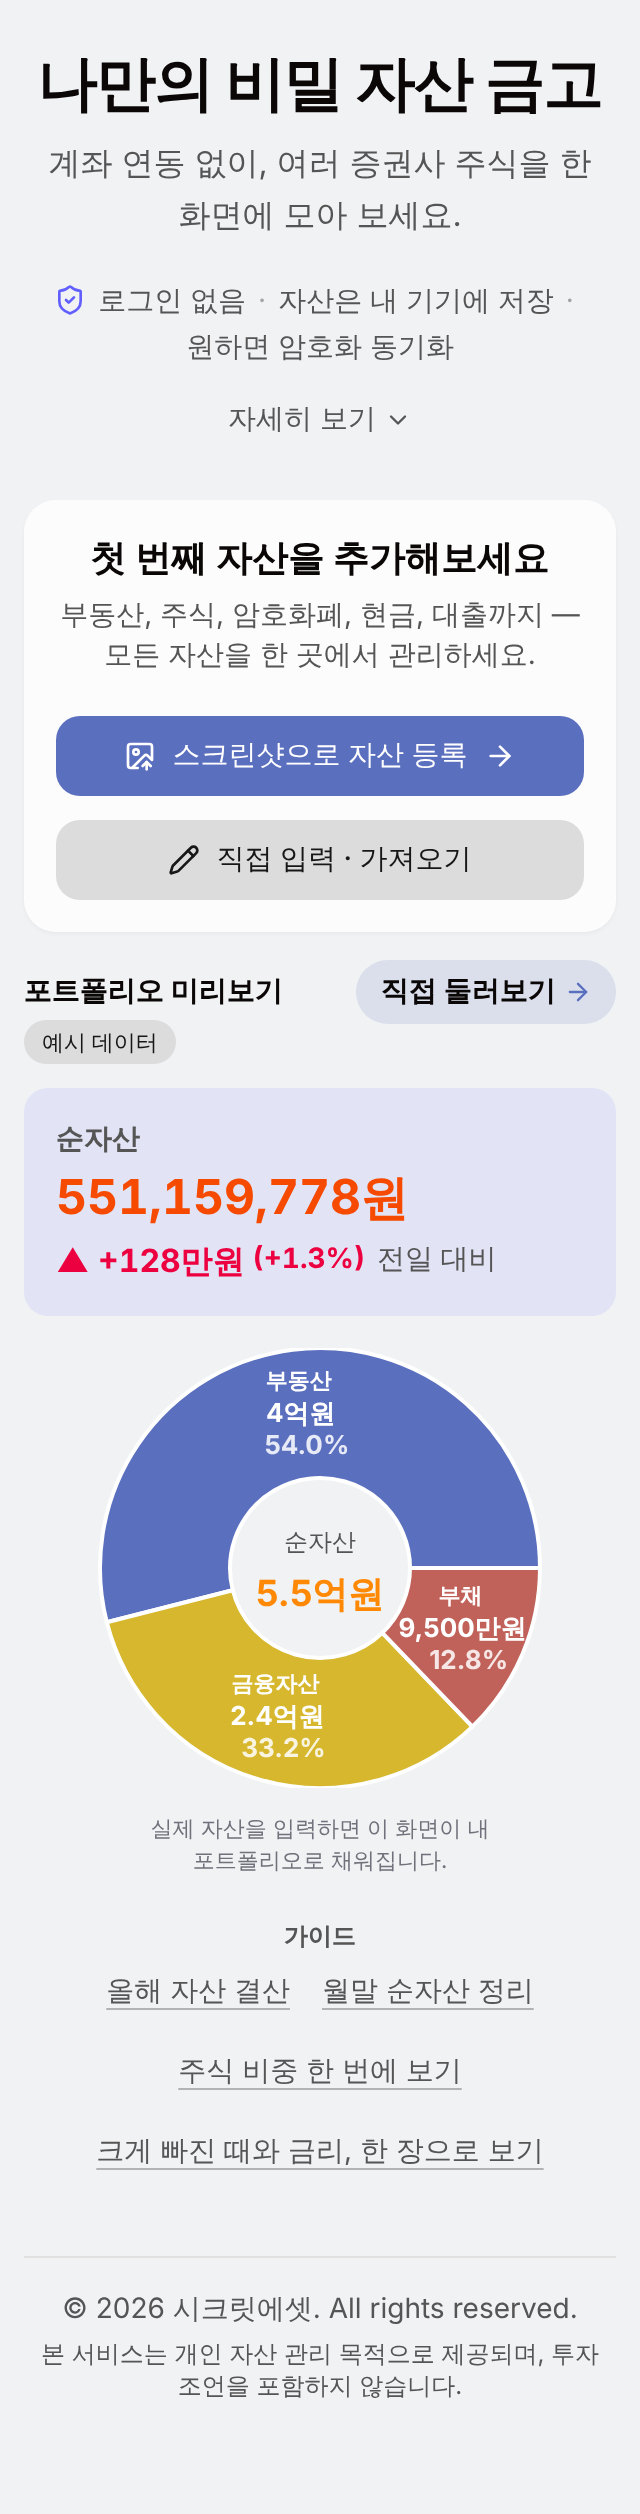 나만의 비밀 자산 금고
계좌 연동 없이, 여러 증권사 주식을 한
화면에 모아 보세요.
로그인 없음 · 자산은 내 기기에 저장 ·
원하면 암호화 동기화
자세히 보기
첫 번째 자산을 추가해보세요
부동산, 주식, 암호화폐, 현금, 대출까지 —
모든 자산을 한 곳에서 관리하세요.
스크린샷으로 자산 등록 →
직접 입력 · 가져오기
포트폴리오 미리보기
직접 둘러보기 →
예시 데이터
순자산
551,159,778원
▲ +128만원 (+1.3%) 전일 대비
부동산
4억원
54.0%
순자산
5.5억원
부채
9,500만원
12.8%
금융자산
2.4억원
33.2%
실제 자산을 입력하면 이 화면이 내
포트폴리오로 채워집니다.
가이드
올해 자산 결산 월말 순자산 정리
주식 비중 한 번에 보기
크게 빠진 때와 금리, 한 장으로 보기
© 2026 시크릿에셋. All rights reserved.
본 서비스는 개인 자산 관리 목적으로 제공되며, 투자
조언을 포함하지 않습니다.